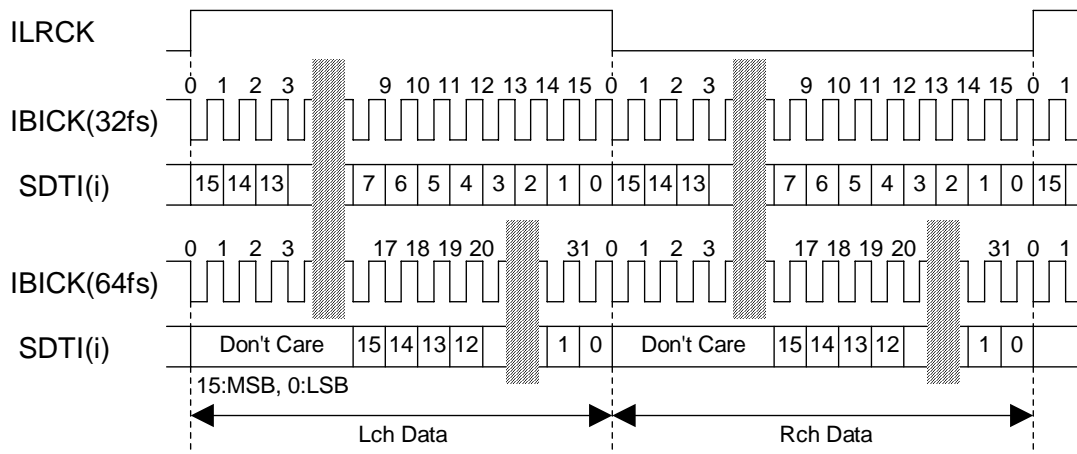 ILRCK
0 1 2 3 9 10 11 12 13 14 15 0 1 2 3 9 10 11 12 13 14 15 0 1
IBICK(32fs)
SDTI(i) 15 14 13 7 6 5 4 3 2 1 0 15 14 13 7 6 5 4 3 2 1 0 15
0 1 2 3 17 18 19 20 31 0 1 2 3 17 18 19 20 31 0 1
IBICK(64fs)
SDTI(i) Don't Care 15 14 13 12 1 0 Don't Care 15 14 13 12 1 0
15:MSB, 0:LSB
Lch Data Rch Data